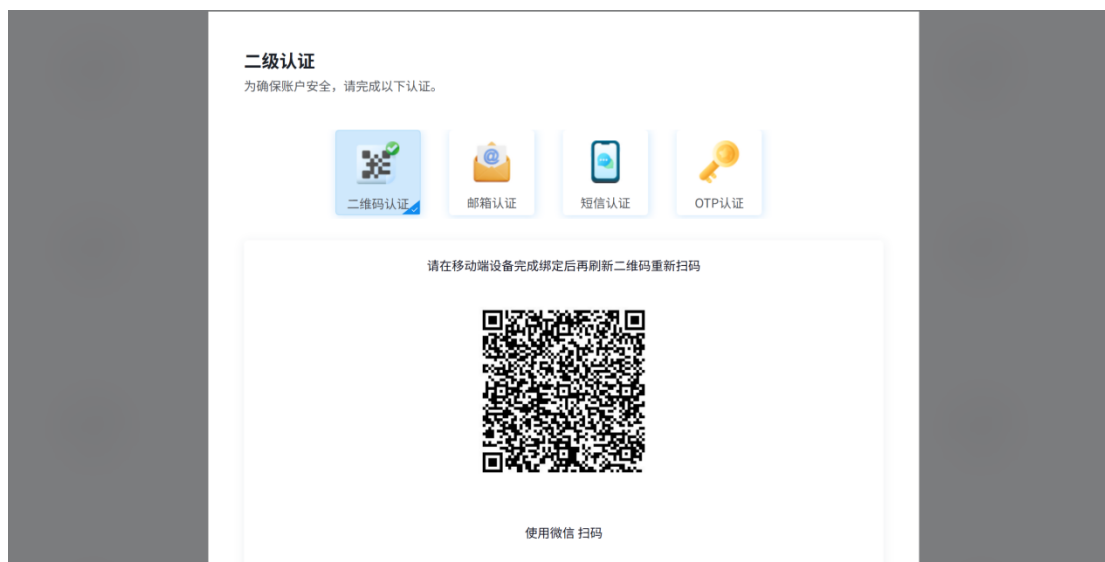 二级认证
为确保账户安全，请完成以下认证。
二维码认证 邮箱认证 短信认证 OTP认证
请在移动端设备完成绑定后再刷新二维码重新扫码
使用微信 扫码